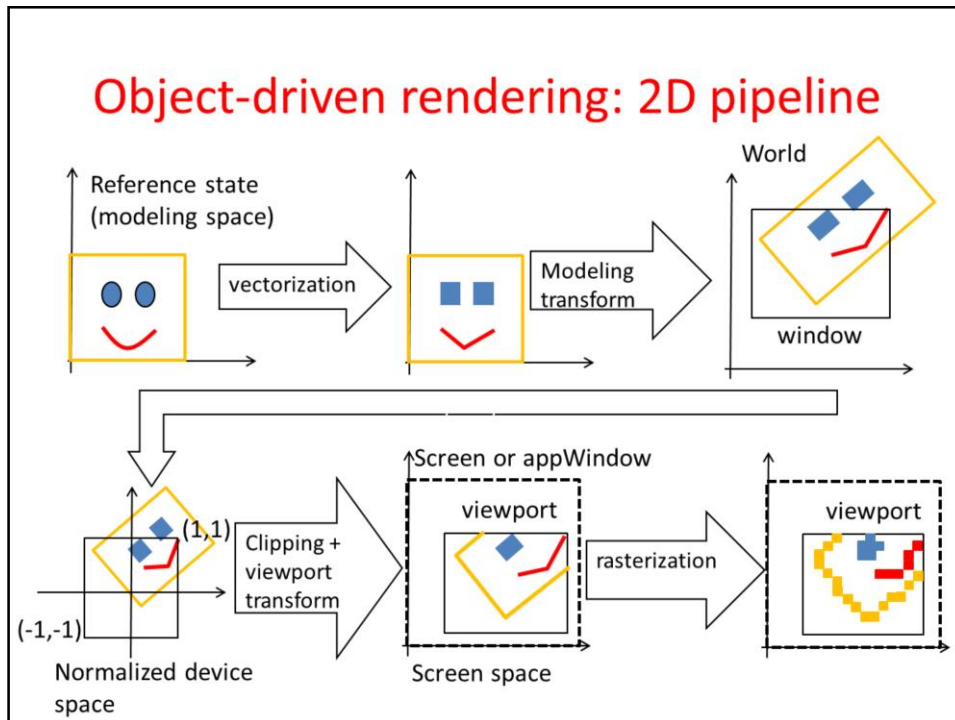 Object-driven rendering: 2D pipeline
Reference state
(modeling space)
vectorization
Modeling
transform
World
window
(1,1)
(-1,-1)
Normalized device
space
Clipping +
viewport
transform
Screen or appWindow
viewport
Screen space
rasterization
viewport